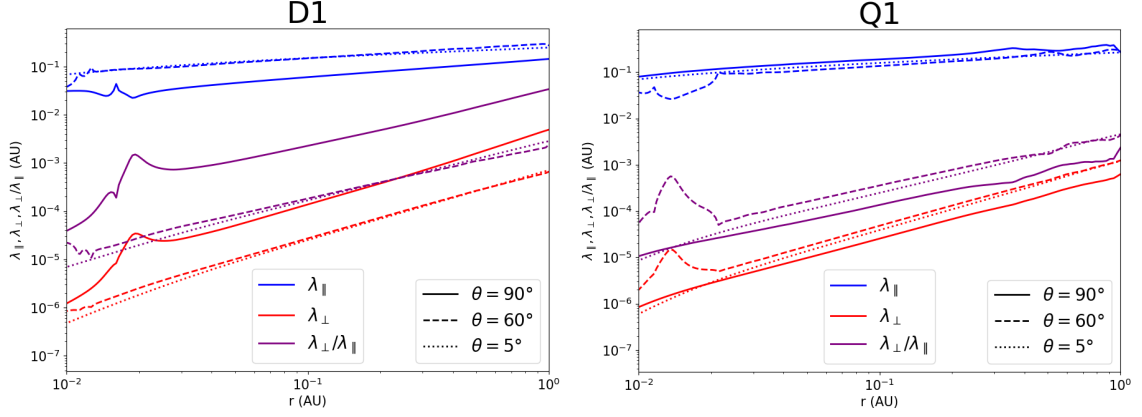 D1
λ∥, λ⊥, λ⊥/λ∥ (AU)
10⁻¹
10⁻²
10⁻³
10⁻⁴
10⁻⁵
10⁻⁶
10⁻⁷
λ∥
λ⊥
λ⊥/λ∥
θ = 90°
θ = 60°
θ = 5°
10⁻² 10⁻¹ 10⁰
r (AU)
Q1
λ∥, λ⊥, λ⊥/λ∥ (AU)
10⁻¹
10⁻²
10⁻³
10⁻⁴
10⁻⁵
10⁻⁶
10⁻⁷
λ∥
λ⊥
λ⊥/λ∥
θ = 90°
θ = 60°
θ = 5°
10⁻² 10⁻¹ 10⁰
r (AU)